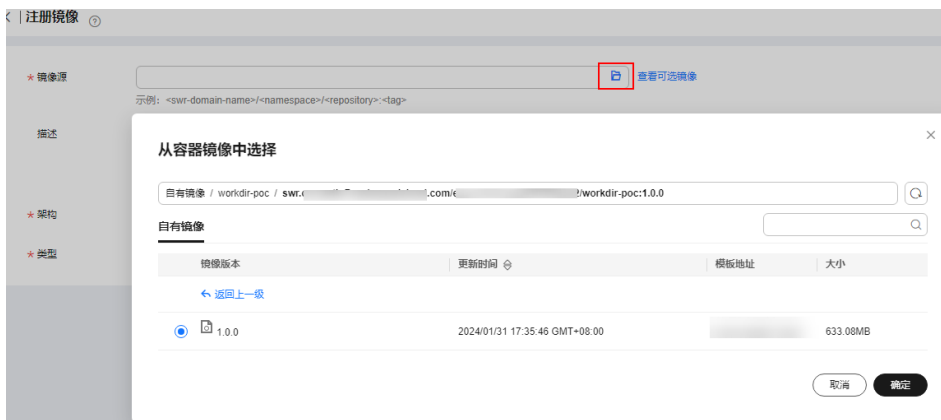 注册镜像
* 镜像源
查看可选镜像
示例：<swr-domain-name>/<namespace>/<repository>:<tag>
描述
从容器镜像中选择
自有镜像 / workdir-poc / swr. .com/ /workdir-poc:1.0.0
* 架构
自有镜像
* 类型
镜像版本 更新时间 模板地址 大小
返回上一级
1.0.0 2024/01/31 17:35:46 GMT+08:00 633.08MB
取消 确定